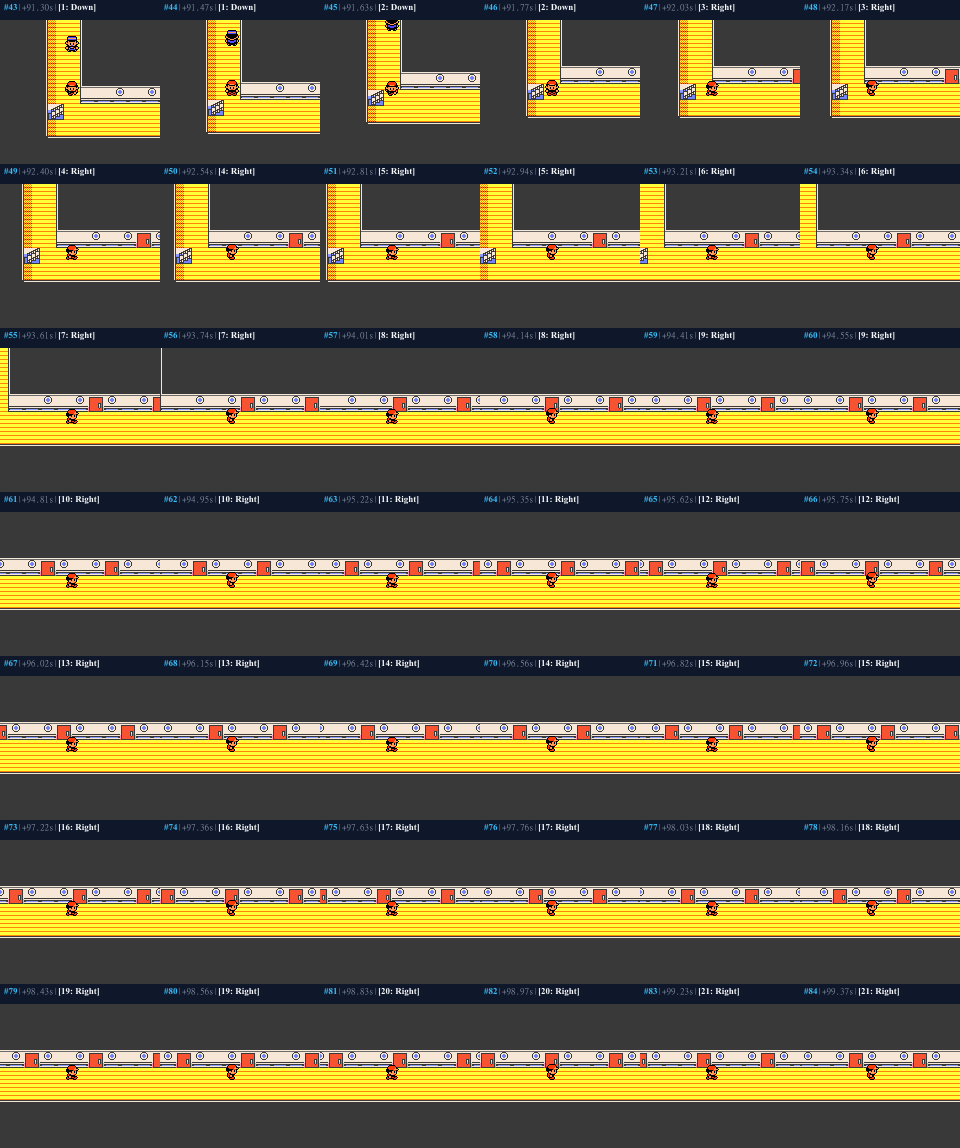 #43|+91.30s| [1: Down] #44|+91.47s| [1: Down] #45|+91.63s| [2: Down] #46|+91.77s| [2: Down] #47|+92.03s| [3: Right] #48|+92.17s| [3: Right]
#49|+92.40s| [4: Right] #50|+92.54s| [4: Right] #51|+92.81s| [5: Right] #52|+92.94s| [5: Right] #53|+93.21s| [6: Right] #54|+93.34s| [6: Right]
#55|+93.61s| [7: Right] #56|+93.74s| [7: Right] #57|+94.01s| [8: Right] #58|+94.14s| [8: Right] #59|+94.41s| [9: Right] #60|+94.55s| [9: Right]
#61|+94.81s| [10: Right] #62|+94.95s| [10: Right] #63|+95.22s| [11: Right] #64|+95.35s| [11: Right] #65|+95.62s| [12: Right] #66|+95.75s| [12: Right]
#67|+96.02s| [13: Right] #68|+96.15s| [13: Right] #69|+96.42s| [14: Right] #70|+96.56s| [14: Right] #71|+96.82s| [15: Right] #72|+96.96s| [15: Right]
#73|+97.22s| [16: Right] #74|+97.36s| [16: Right] #75|+97.63s| [17: Right] #76|+97.76s| [17: Right] #77|+98.03s| [18: Right] #78|+98.16s| [18: Right]
#79|+98.43s| [19: Right] #80|+98.56s| [19: Right] #81|+98.83s| [20: Right] #82|+98.97s| [20: Right] #83|+99.23s| [21: Right] #84|+99.37s| [21: Right]